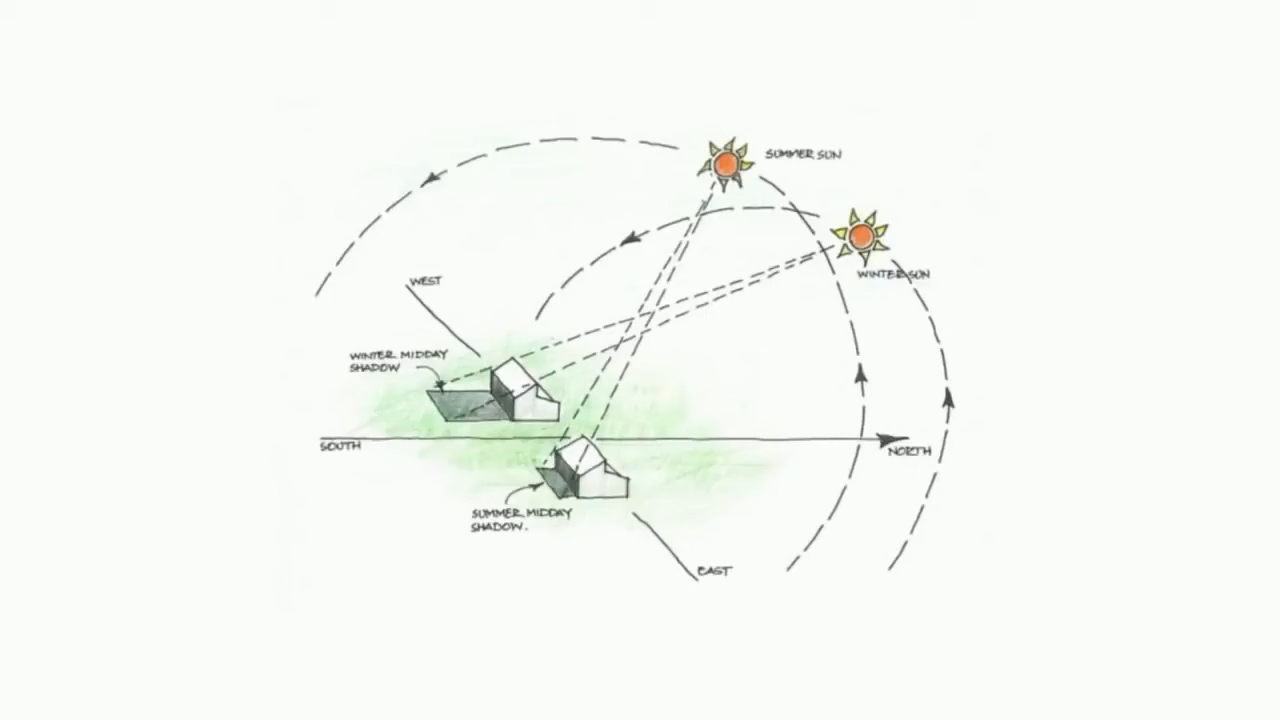 SUMMER SUN
WINTER SUN
WEST
WINTER MIDDAY
SHADOW
SOUTH
NORTH
SUMMER MIDDAY
SHADOW.
EAST